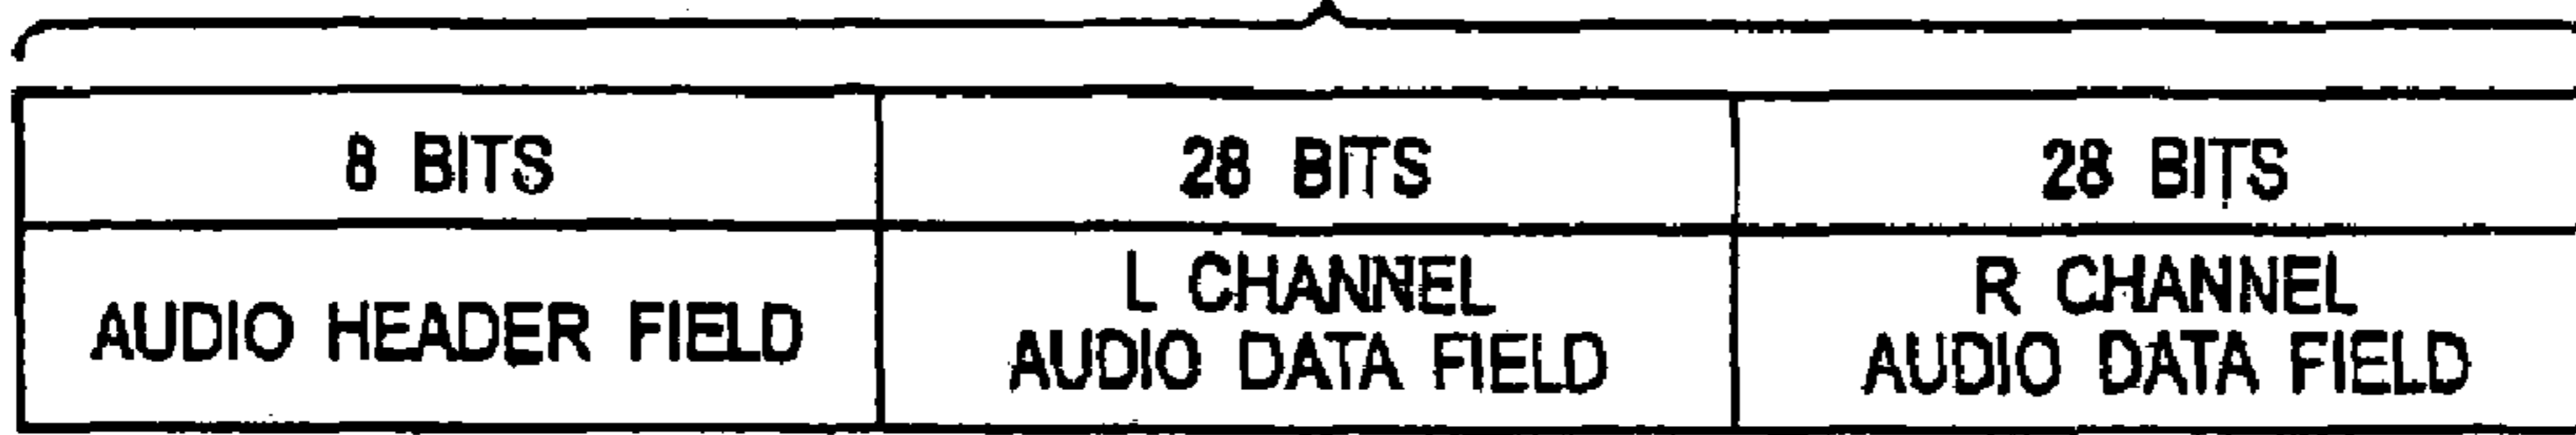 8 BITS 28 BITS 28 BITS
AUDIO HEADER FIELD
L CHANNEL
AUDIO DATA FIELD
R CHANNEL
AUDIO DATA FIELD